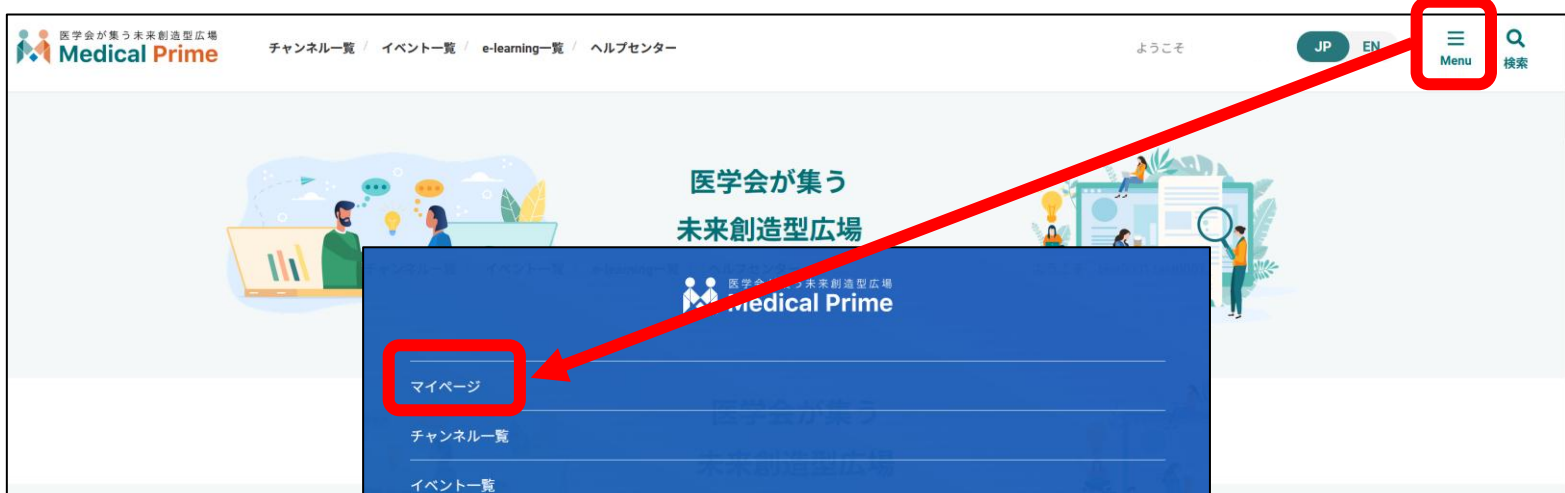 医学会が集う未来創造型広場
Medical Prime
チャンネル一覧 / イベント一覧 / e-learning一覧 / ヘルプセンター
ようこそ
JP EN
Menu
検索
医学会が集う
未来創造型広場
Medical Prime
マイページ
チャンネル一覧
イベント一覧
医学会が集う
未来創造型広場